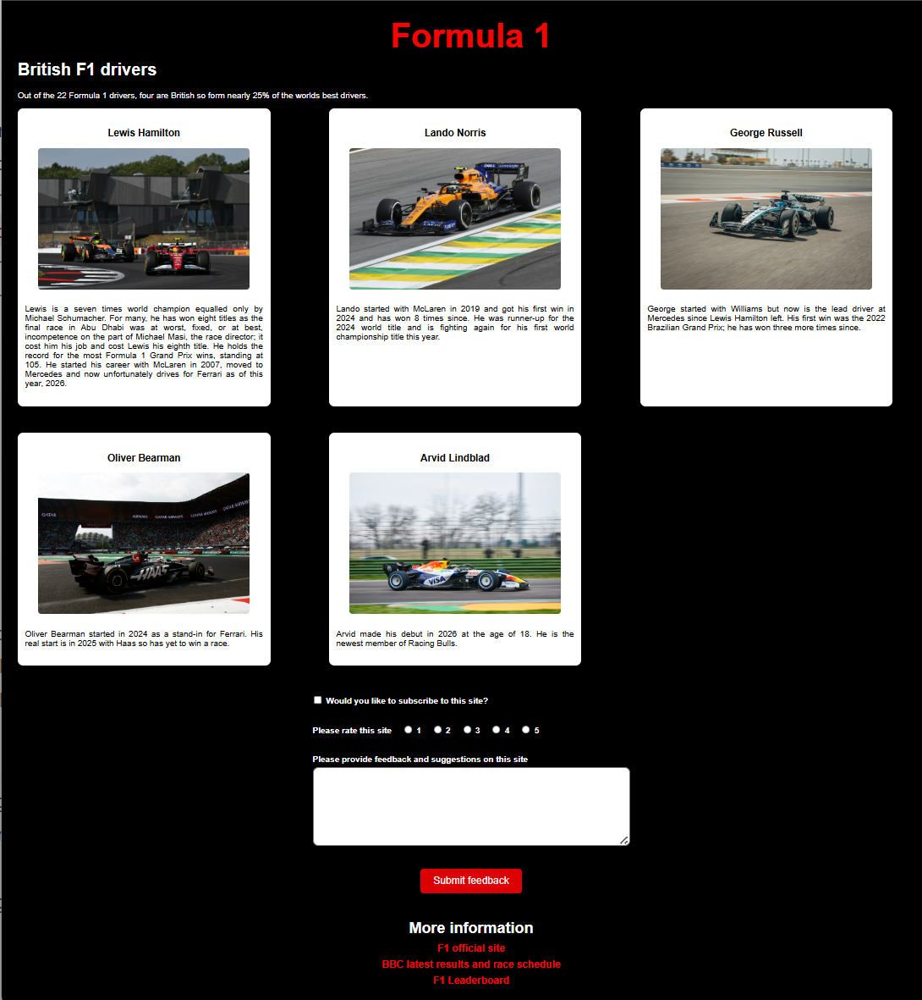 Formula 1
British F1 drivers
Out of the 22 Formula 1 drivers, four are British so form nearly 25% of the worlds best drivers.
Lewis Hamilton
Lewis is a seven times world champion equalled only by
Michael Schumacher. For many, he has won eight titles as the
final race in Abu Dhabi was at worst, fixed, or at best,
incompetence on the part of Michael Masi, the race director; it
cost him his job and cost Lewis his eighth title. He holds the
record for the most Formula 1 Grand Prix wins, standing at
105. He started his career with McLaren in 2007, moved to
Mercedes and now unfortunately drives for Ferrari as of this
year, 2026.
Lando Norris
DELL
Lando started with McLaren in 2019 and got his first win in
2024 and has won 8 times since. He was runner-up for the
2024 world title and is fighting again for his first world
championship title this year.
George Russell
George started with Williams but now is the lead driver at
Mercedes since Lewis Hamilton left. His first win was the 2022
Brazilian Grand Prix; he has won three more times since.
Oliver Bearman
QATAR
AIRWAYS
QATAR AIRWAYS
QATAR AIRWAYS
QATAR AIRWAYS
HAAS
Oliver Bearman started in 2024 as a stand-in for Ferrari. His
real start is in 2025 with Haas so has yet to win a race.
Arvid Lindblad
VISA
Arvid made his debut in 2026 at the age of 18. He is the
newest member of Racing Bulls.
Would you like to subscribe to this site?
Please rate this site 1 2 3 4 5
Please provide feedback and suggestions on this site
Submit feedback
More information
F1 official site
BBC latest results and race schedule
F1 Leaderboard